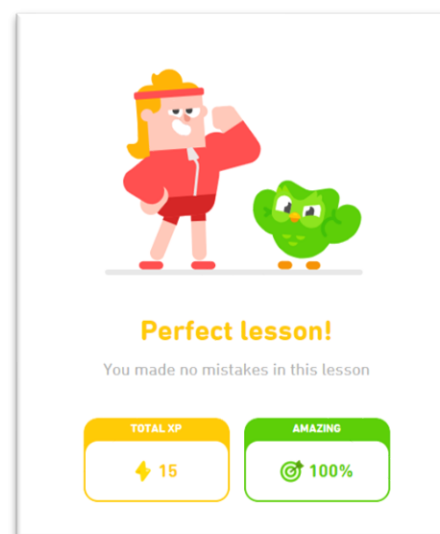 Perfect lesson!
You made no mistakes in this lesson
TOTAL XP
AMAZING
15
100%